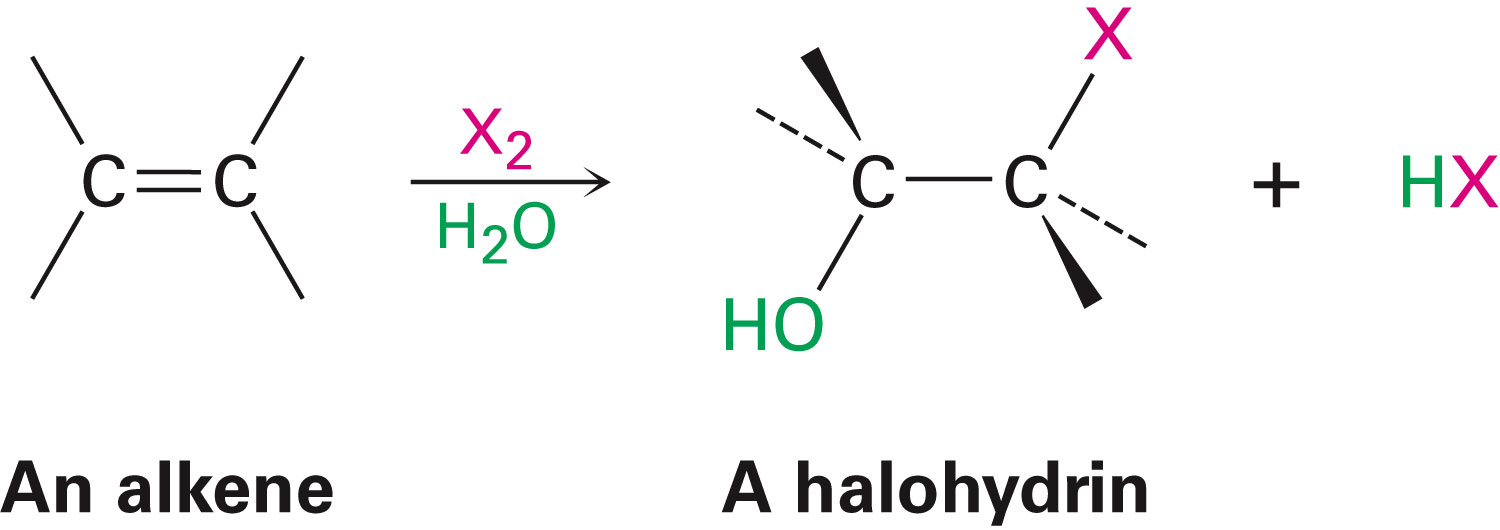 X
X₂
C=C
C—C
+ HX
H₂O
HO
An alkene
A halohydrin